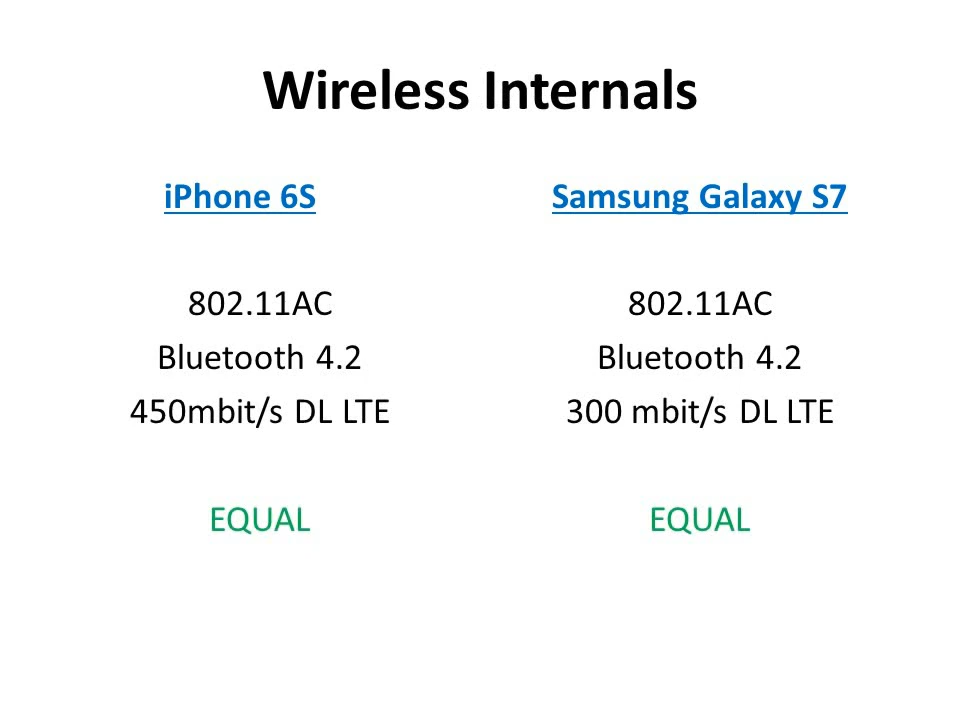 Wireless Internals
iPhone 6S
802.11AC
Bluetooth 4.2
450mbit/s DL LTE
EQUAL
Samsung Galaxy S7
802.11AC
Bluetooth 4.2
300 mbit/s DL LTE
EQUAL